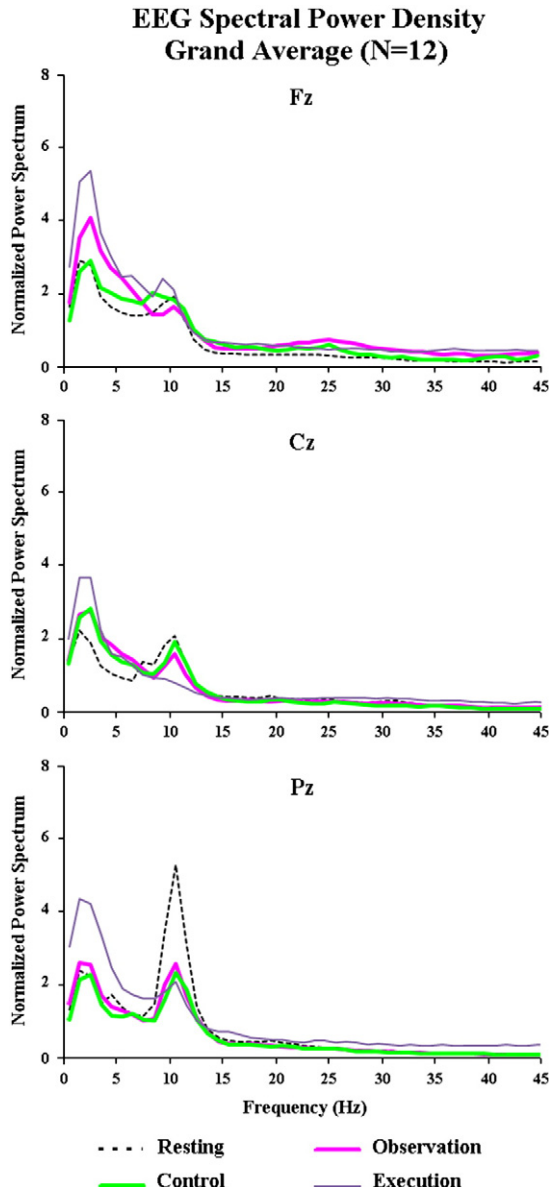 EEG Spectral Power Density
Grand Average (N=12)
Fz
Normalized Power Spectrum
8
6
4
2
0
0 5 10 15 20 25 30 35 40 45
Cz
Normalized Power Spectrum
8
6
4
2
0
0 5 10 15 20 25 30 35 40 45
Pz
Normalized Power Spectrum
8
6
4
2
0
0 5 10 15 20 25 30 35 40 45
Frequency (Hz)
Resting Observation
Control Execution